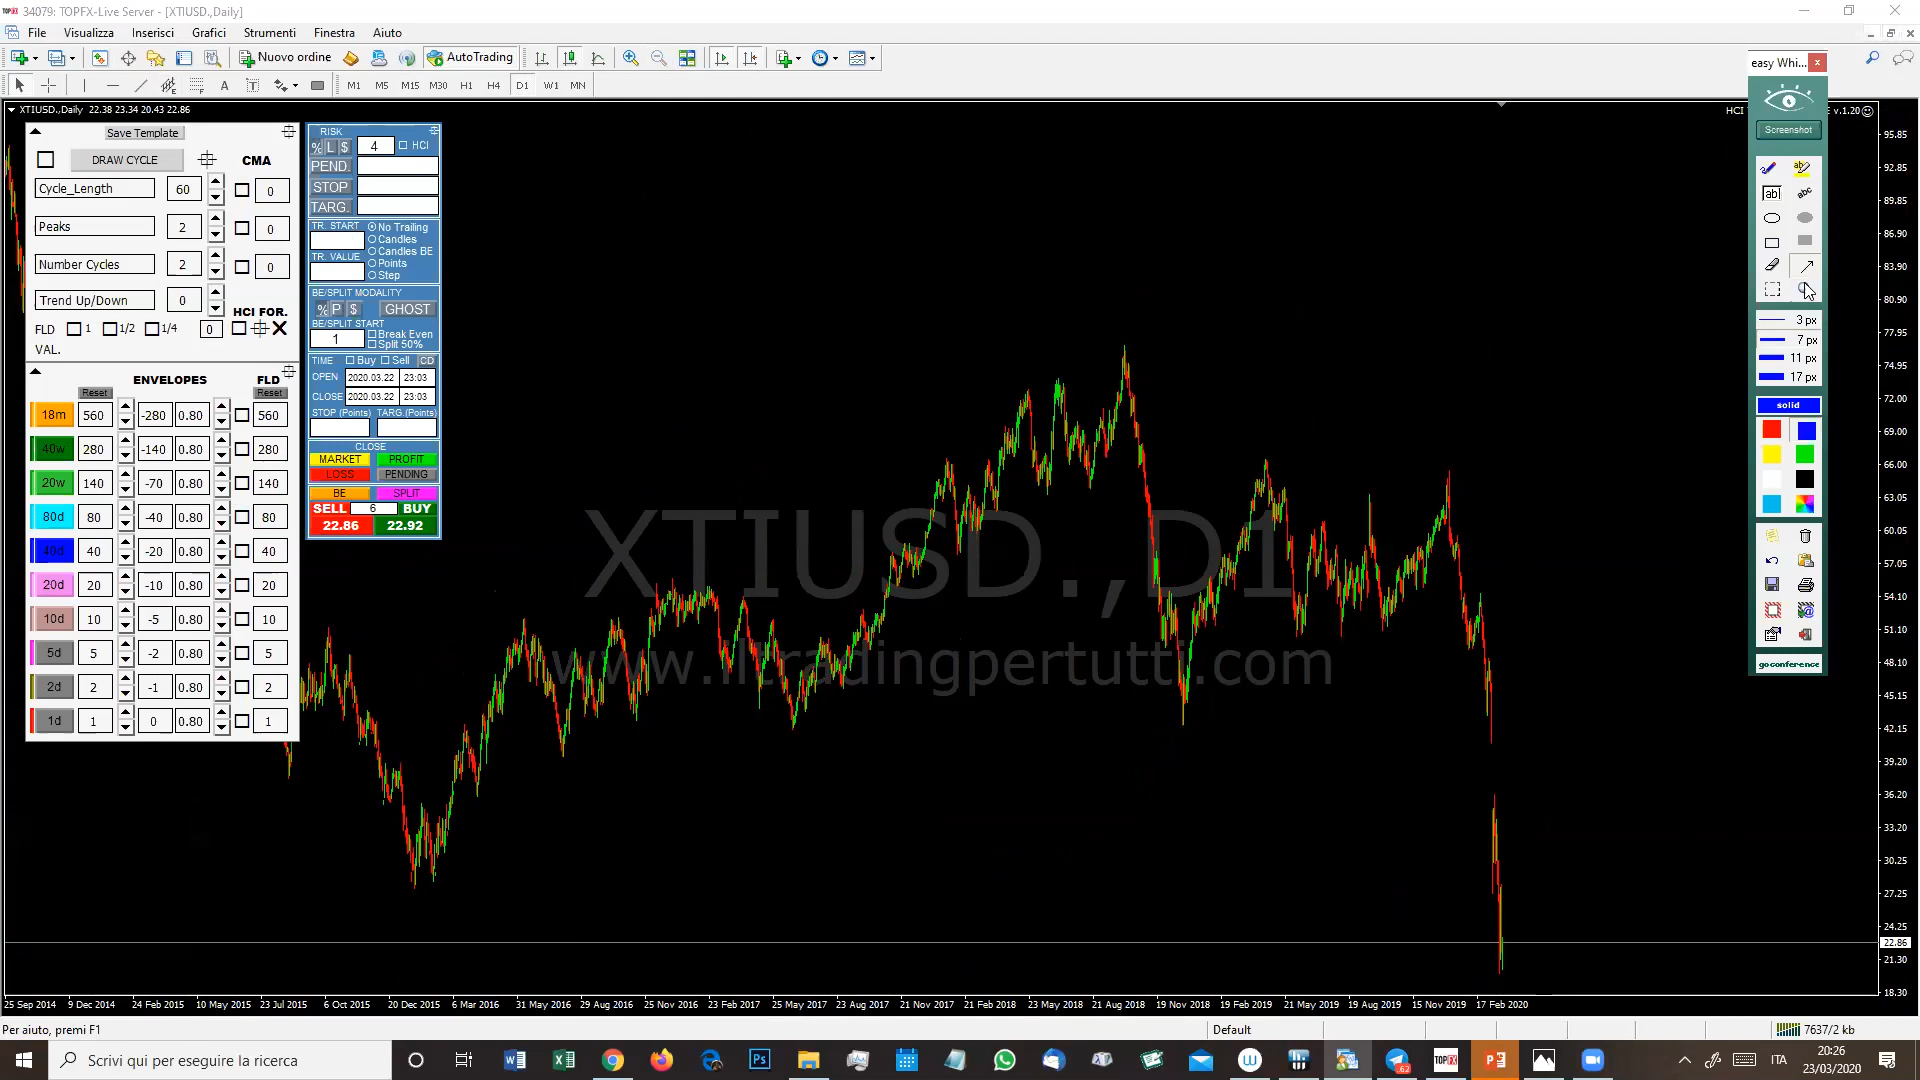 34079: TOPFX-Live Server - [XTIUSD.,Daily]
File Visualizza Inserisci Grafici Strumenti Finestra Aiuto
Nuovo ordine AutoTrading
M1 M5 M15 M30 H1 H4 D1 W1 MN
XTIUSD.,Daily 22.38 23.34 20.43 22.86
HCI
v.1.20
easy Whi...
Screenshot
3 px
7 px
11 px
17 px
solid
goconference
Save Template
DRAW CYCLE CMA
Cycle_Length 60 0
Peaks 2 0
Number Cycles 2 0
Trend Up/Down 0
HCI FOR.
FLD 1 1/2 1/4 0
VAL.
ENVELOPES FLD
Reset Reset
18m 560 -280 0.80 560
40w 280 -140 0.80 280
20w 140 -70 0.80 140
80d 80 -40 0.80 80
40d 40 -20 0.80 40
20d 20 -10 0.80 20
10d 10 -5 0.80 10
5d 5 -2 0.80 5
2d 2 -1 0.80 2
1d 1 0 0.80 1
RISK
% L $ 4 HCI
PEND.
STOP
TARG.
TR. START No Trailing
Candles
TR. VALUE Candles BE
Points
Step
BE/SPLIT MODALITY
% P $ GHOST
BE/SPLIT START
1 Break Even
Split 50%
TIME Buy Sell CD
OPEN 2020.03.22 23:03
CLOSE 2020.03.22 23:03
STOP (Points) TARG.(Points)
CLOSE
MARKET PROFIT
LOSS PENDING
BE SPLIT
SELL 6 BUY
22.86 22.92
XTIUSD.,D1
www.iltradingpertutti.com
95.85
92.85
89.85
86.90
83.90
80.90
77.95
74.95
72.00
69.00
66.00
63.05
60.05
57.05
54.10
51.10
48.10
45.15
42.15
39.20
36.20
33.20
30.25
27.25
24.25
22.86
21.30
18.30
25 Sep 2014 9 Dec 2014 24 Feb 2015 10 May 2015 23 Jul 2015 6 Oct 2015 20 Dec 2015 6 Mar 2016 31 May 2016 29 Aug 2016 25 Nov 2016 23 Feb 2017 25 May 2017 23 Aug 2017 21 Nov 2017 21 Feb 2018 23 May 2018 21 Aug 2018 19 Nov 2018 19 Feb 2019 21 May 2019 19 Aug 2019 15 Nov 2019 17 Feb 2020
Per aiuto, premi F1 Default 7637/2 kb
Scrivi qui per eseguire la ricerca
ITA
20:26
23/03/2020